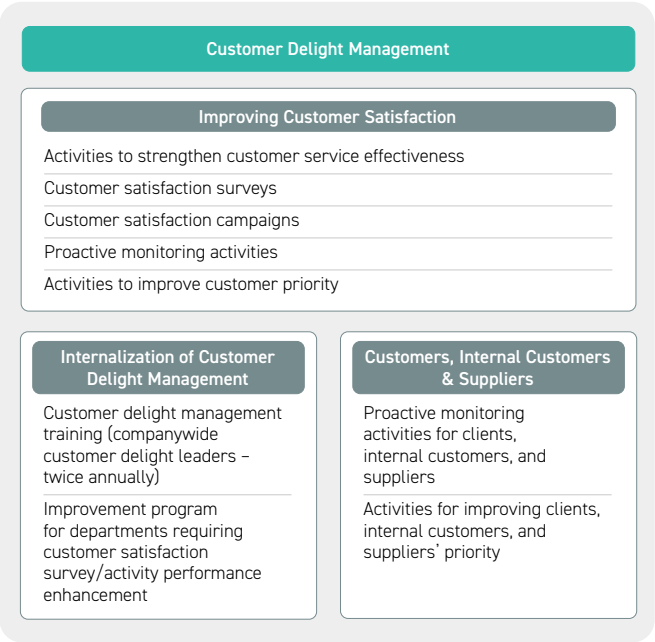 Customer Delight Management
Improving Customer Satisfaction
Activities to strengthen customer service effectiveness
Customer satisfaction surveys
Customer satisfaction campaigns
Proactive monitoring activities
Activities to improve customer priority
Internalization of Customer
Delight Management
Customer delight management
training (companywide
customer delight leaders –
twice annually)
Improvement program
for departments requiring
customer satisfaction
survey/activity performance
enhancement
Customers, Internal Customers
& Suppliers
Proactive monitoring
activities for clients,
internal customers, and
suppliers
Activities for improving clients,
internal customers, and
suppliers’ priority